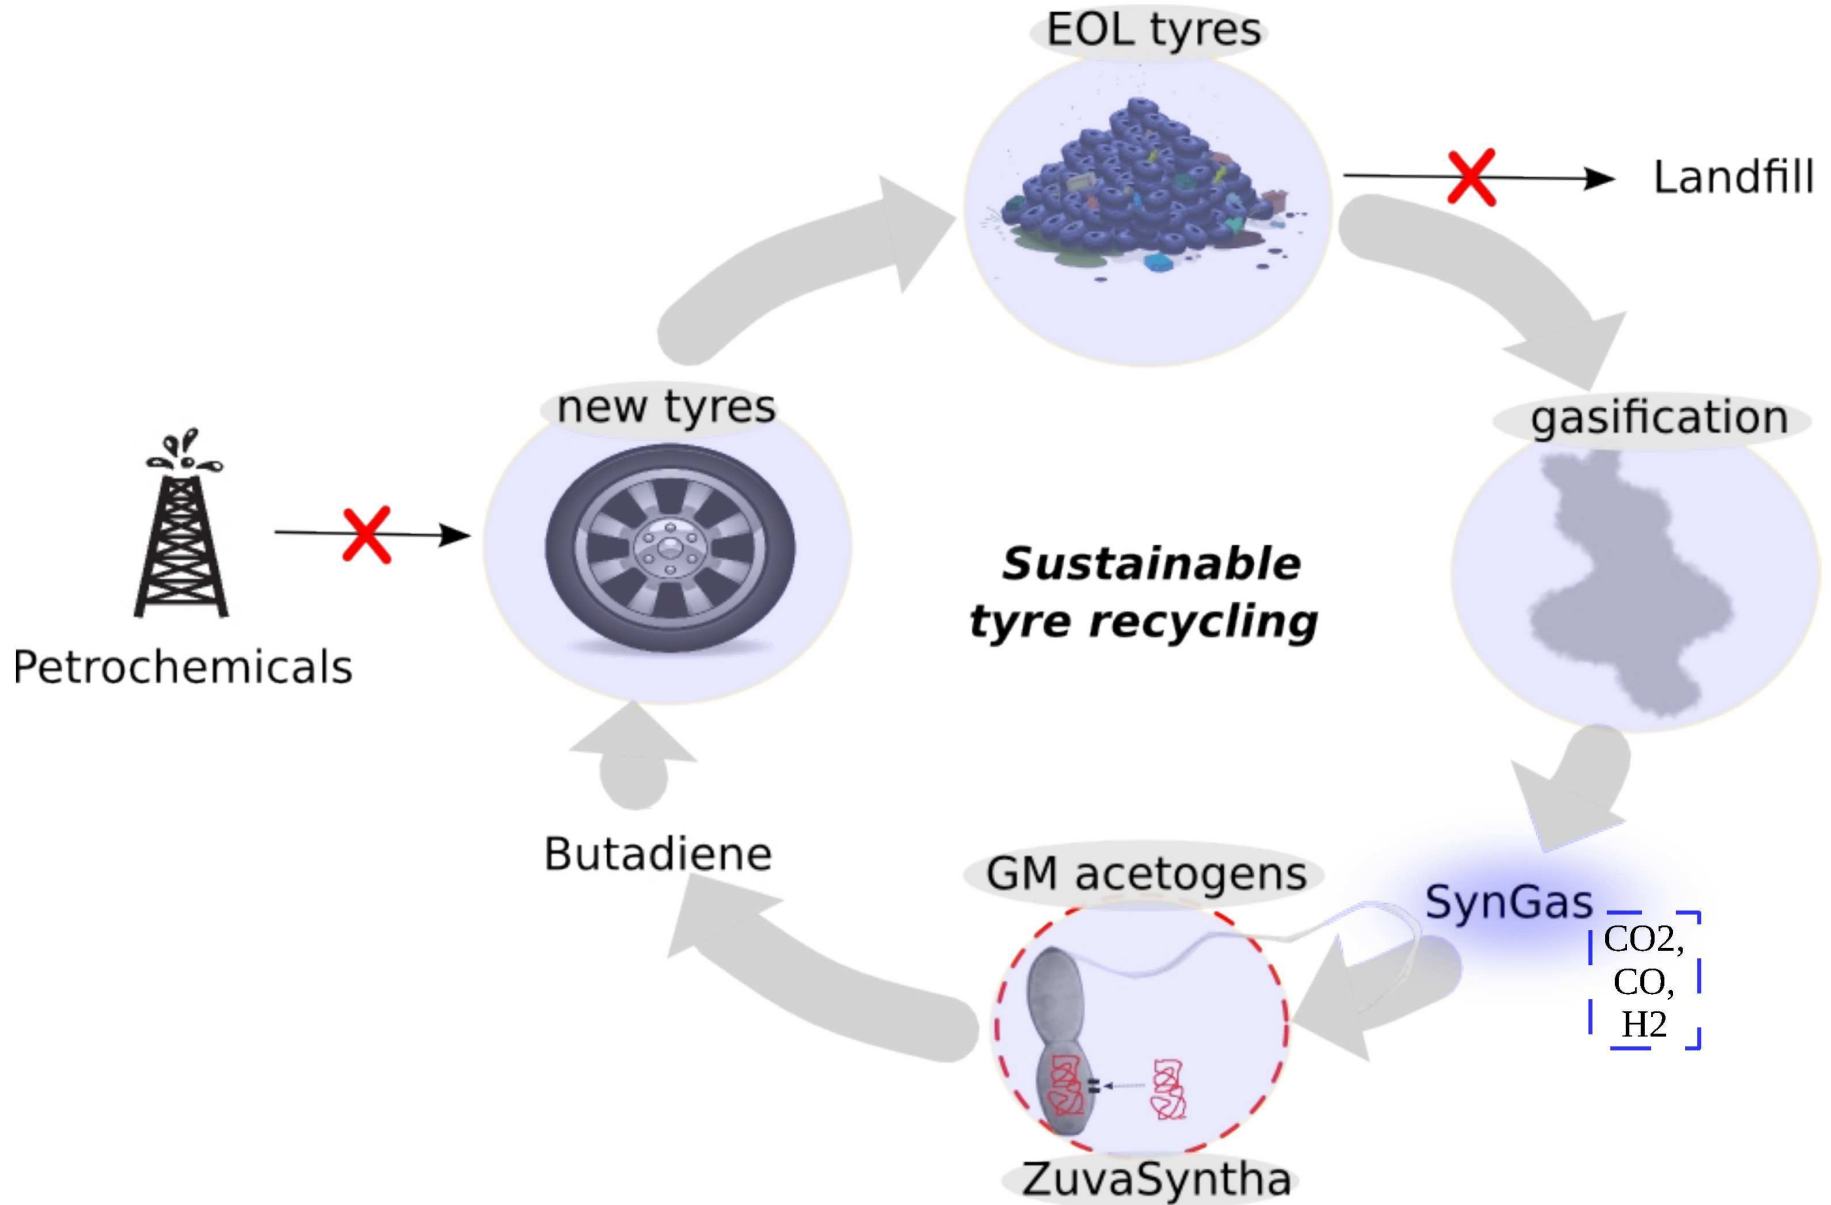 EOL tyres
Landfill
new tyres
gasification
Petrochemicals
Sustainable
tyre recycling
Butadiene
GM acetogens
SynGas
CO2,
CO,
H2
ZuvaSyntha